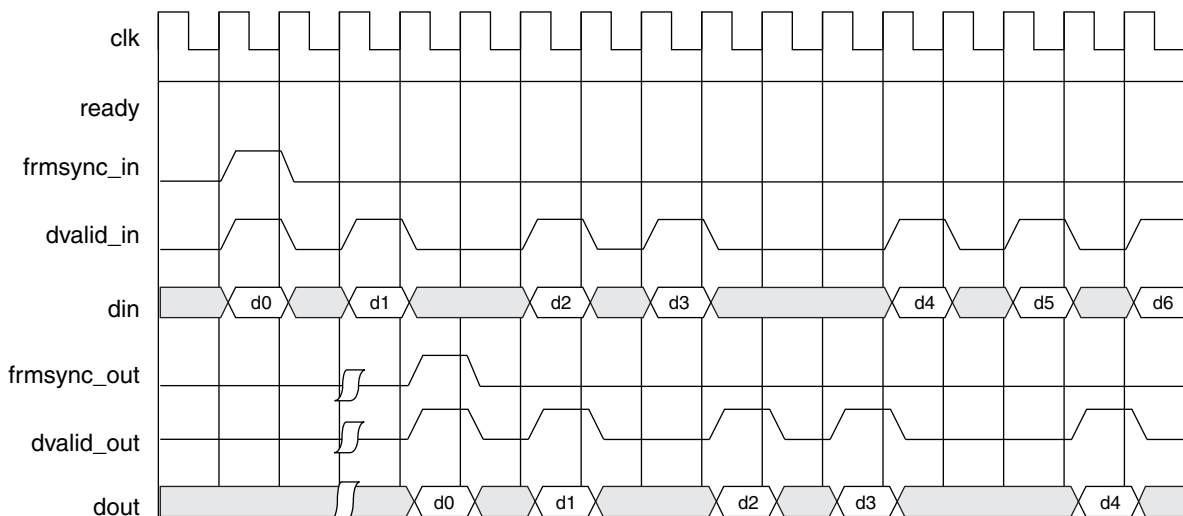 clk
ready
frmsync_in
dvalid_in
din d0 d1 d2 d3 d4 d5 d6
frmsync_out
dvalid_out
dout d0 d1 d2 d3 d4